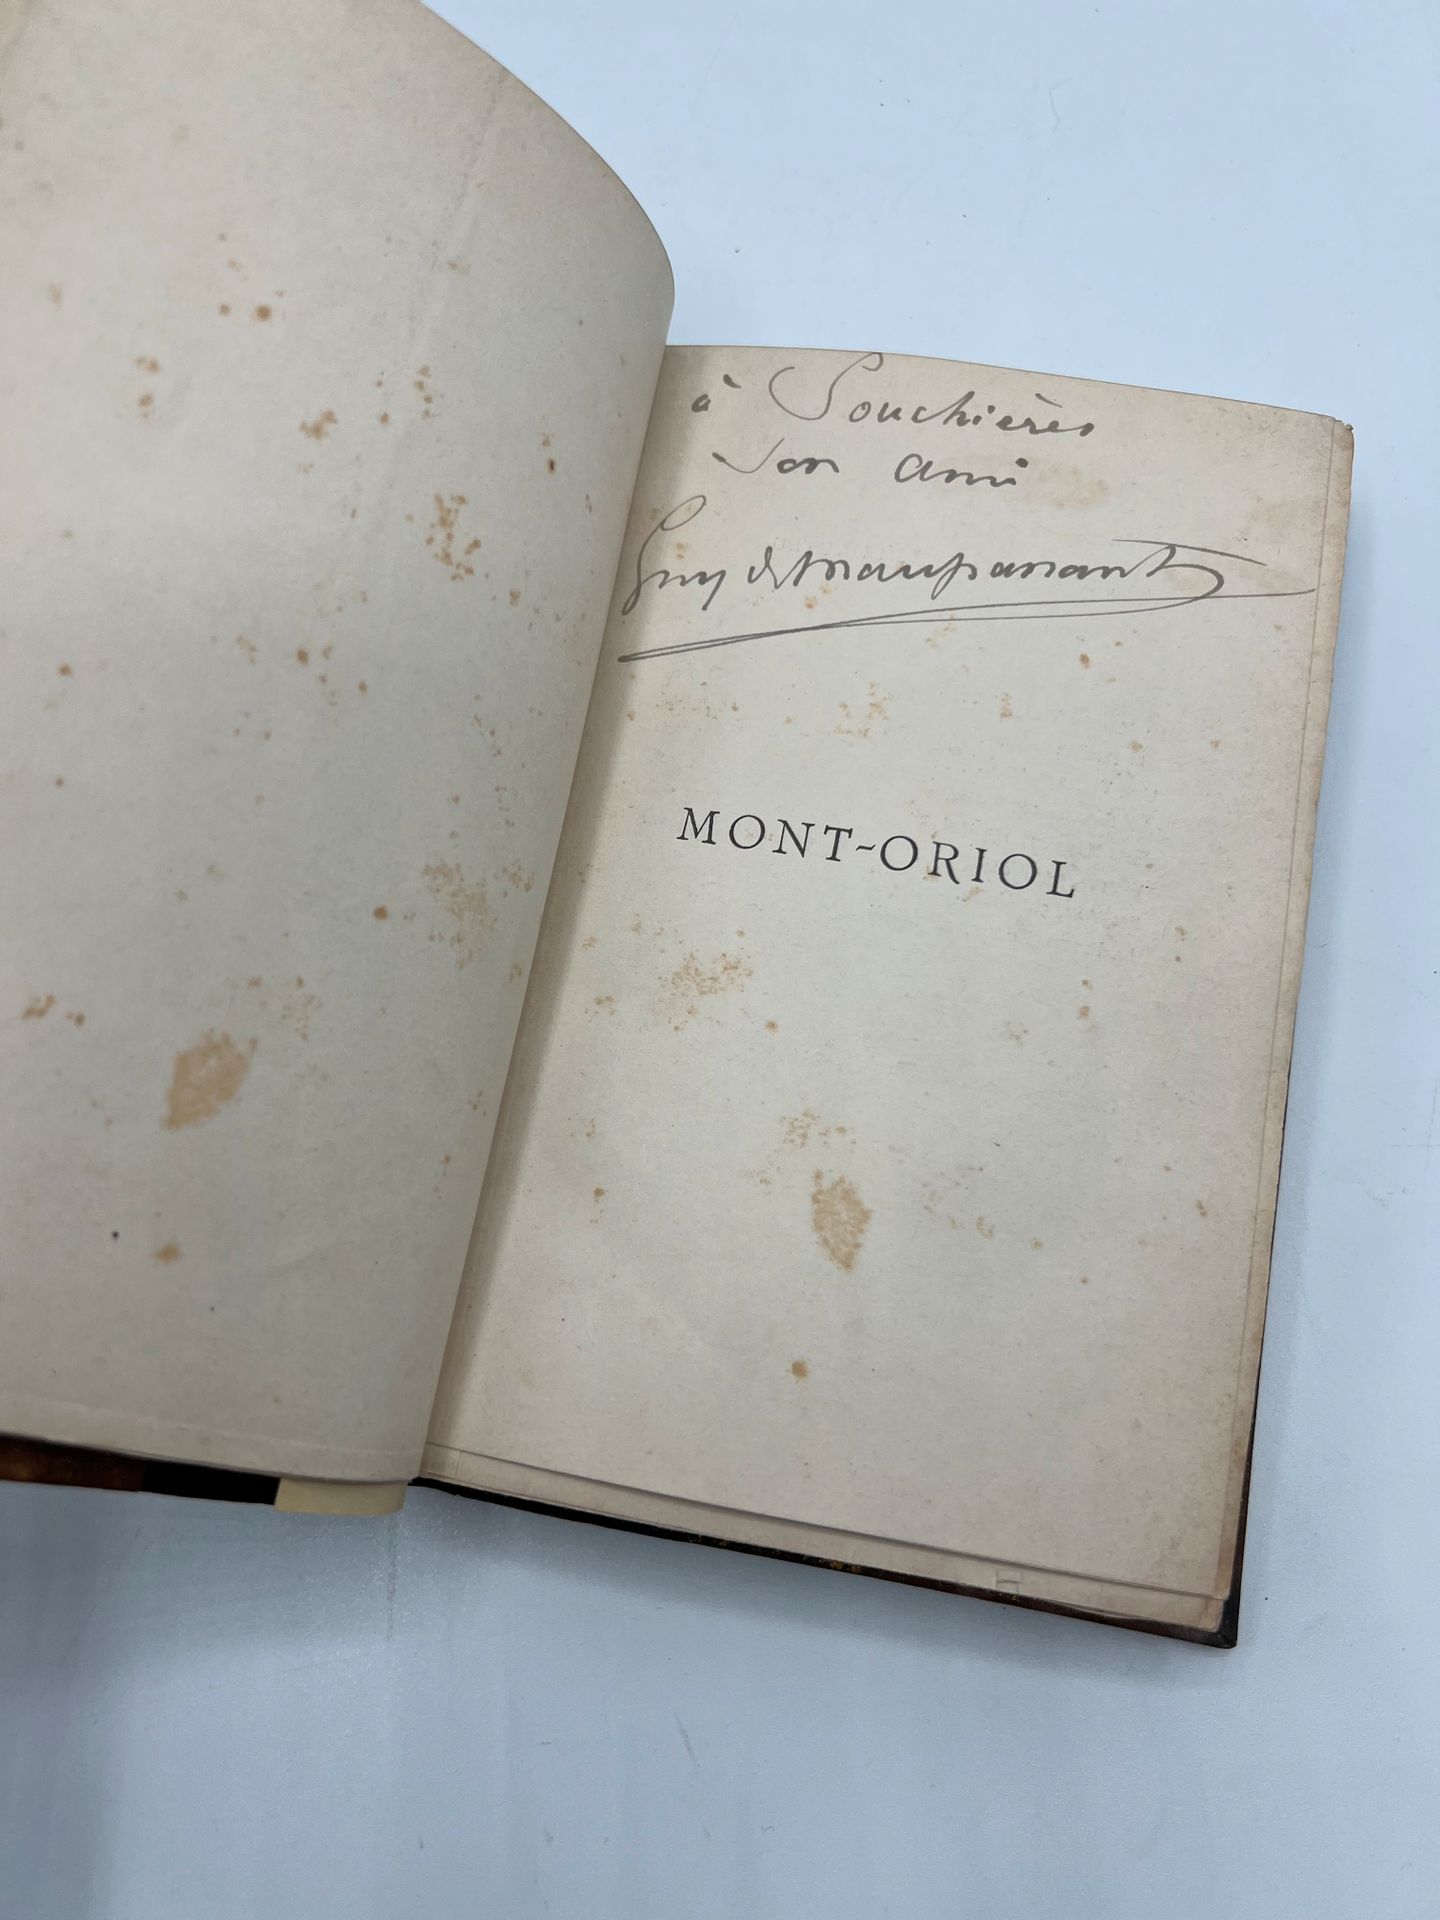 à Souchières
son ami
Guy de Maupassant
MONT-ORIOL